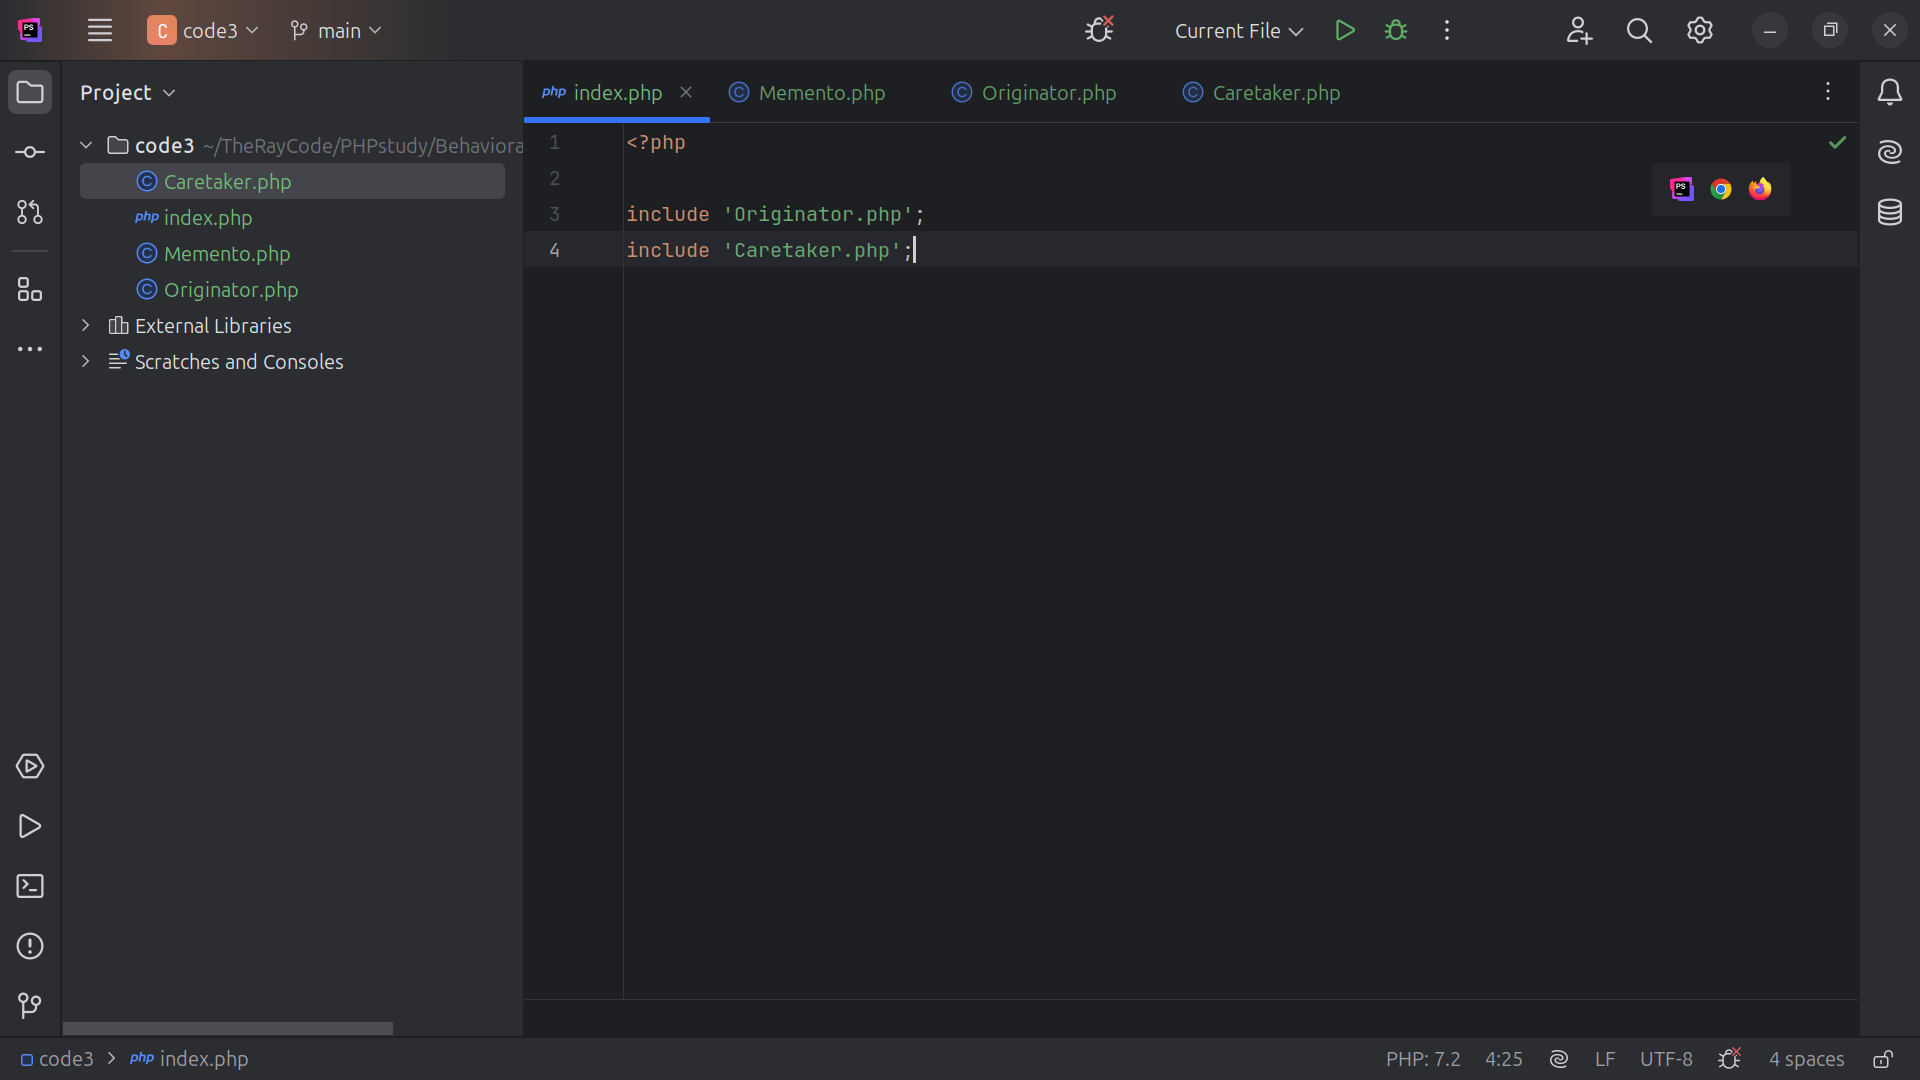 PS
C code3 main
Current File
Project
php index.php
C Memento.php
C Originator.php
C Caretaker.php
code3 ~/TheRayCode/PHPstudy/Behaviora
C Caretaker.php
php index.php
C Memento.php
C Originator.php
External Libraries
Scratches and Consoles
1 <?php
2
3 include 'Originator.php';
4 include 'Caretaker.php';
PS
code3 > php index.php
PHP: 7.2 4:25 LF UTF-8 4 spaces